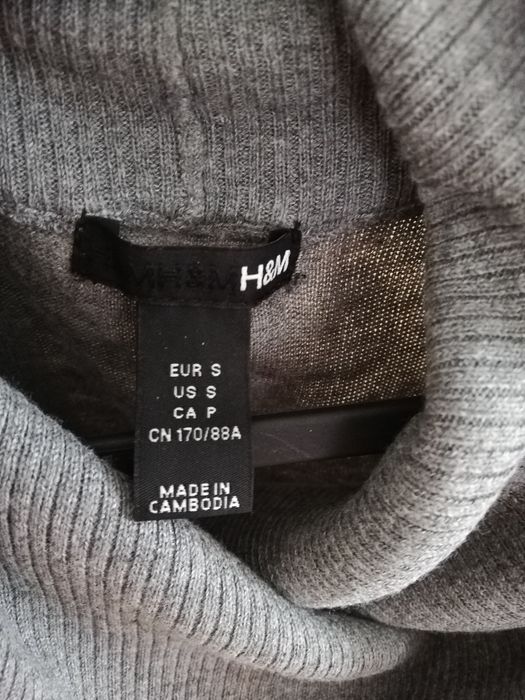 H&M H&M
EUR S
US S
CA P
CN 170/88A
MADE IN
CAMBODIA